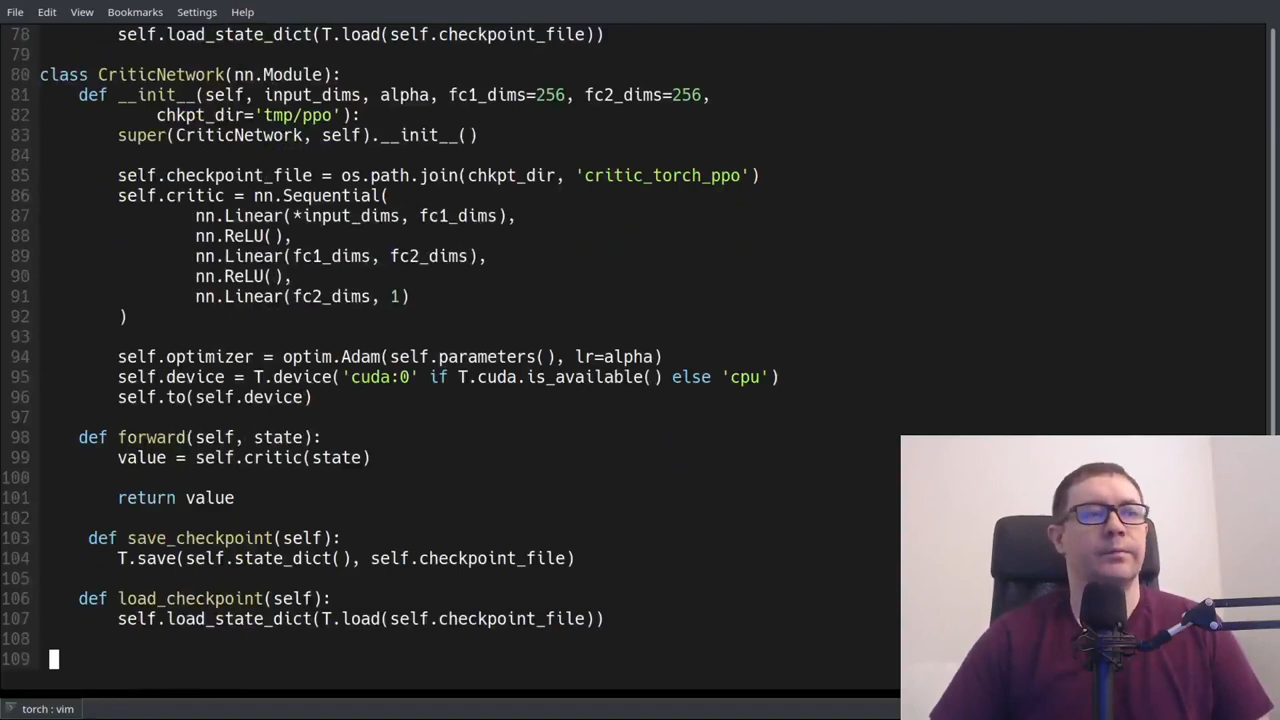 File Edit View Bookmarks Settings Help
78 self.load_state_dict(T.load(self.checkpoint_file))
79
80 class CriticNetwork(nn.Module):
81 def __init__(self, input_dims, alpha, fc1_dims=256, fc2_dims=256,
82 chkpt_dir='tmp/ppo'):
83 super(CriticNetwork, self).__init__()
84
85 self.checkpoint_file = os.path.join(chkpt_dir, 'critic_torch_ppo')
86 self.critic = nn.Sequential(
87 nn.Linear(*input_dims, fc1_dims),
88 nn.ReLU(),
89 nn.Linear(fc1_dims, fc2_dims),
90 nn.ReLU(),
91 nn.Linear(fc2_dims, 1)
92 )
93
94 self.optimizer = optim.Adam(self.parameters(), lr=alpha)
95 self.device = T.device('cuda:0' if T.cuda.is_available() else 'cpu')
96 self.to(self.device)
97
98 def forward(self, state):
99 value = self.critic(state)
100
101 return value
102
103 def save_checkpoint(self):
104 T.save(self.state_dict(), self.checkpoint_file)
105
106 def load_checkpoint(self):
107 self.load_state_dict(T.load(self.checkpoint_file))
108
109
torch : vim